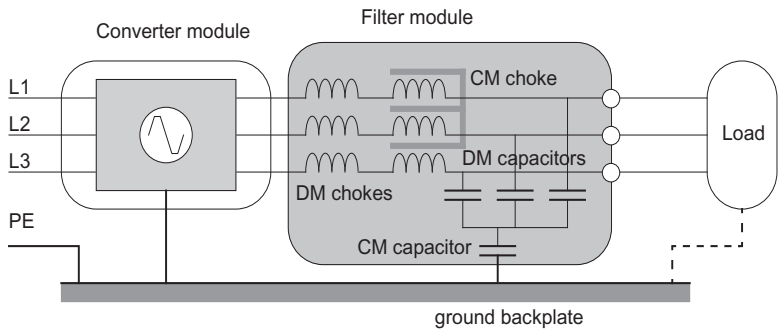 Filter module
Converter module
CM choke
L1
L2
Load
DM capacitors
L3
DM chokes
PE
CM capacitor
ground backplate